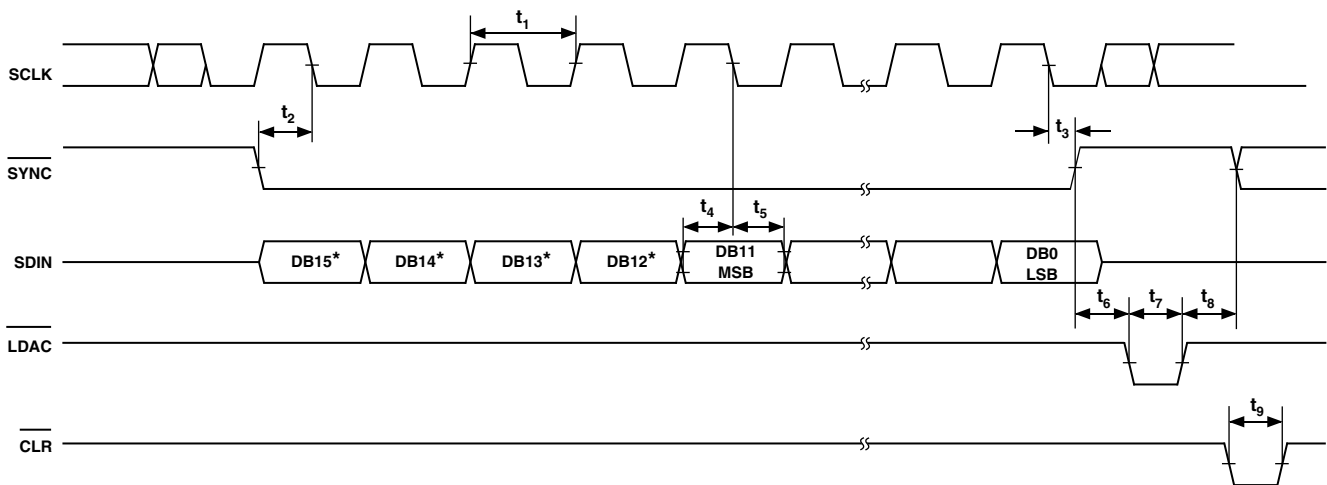 t1
SCLK
t2
t3
SYNC
t4
t5
SDIN
DB15*
DB14*
DB13*
DB12*
DB11
MSB
DB0
LSB
t6
t7
t8
LDAC
t9
CLR